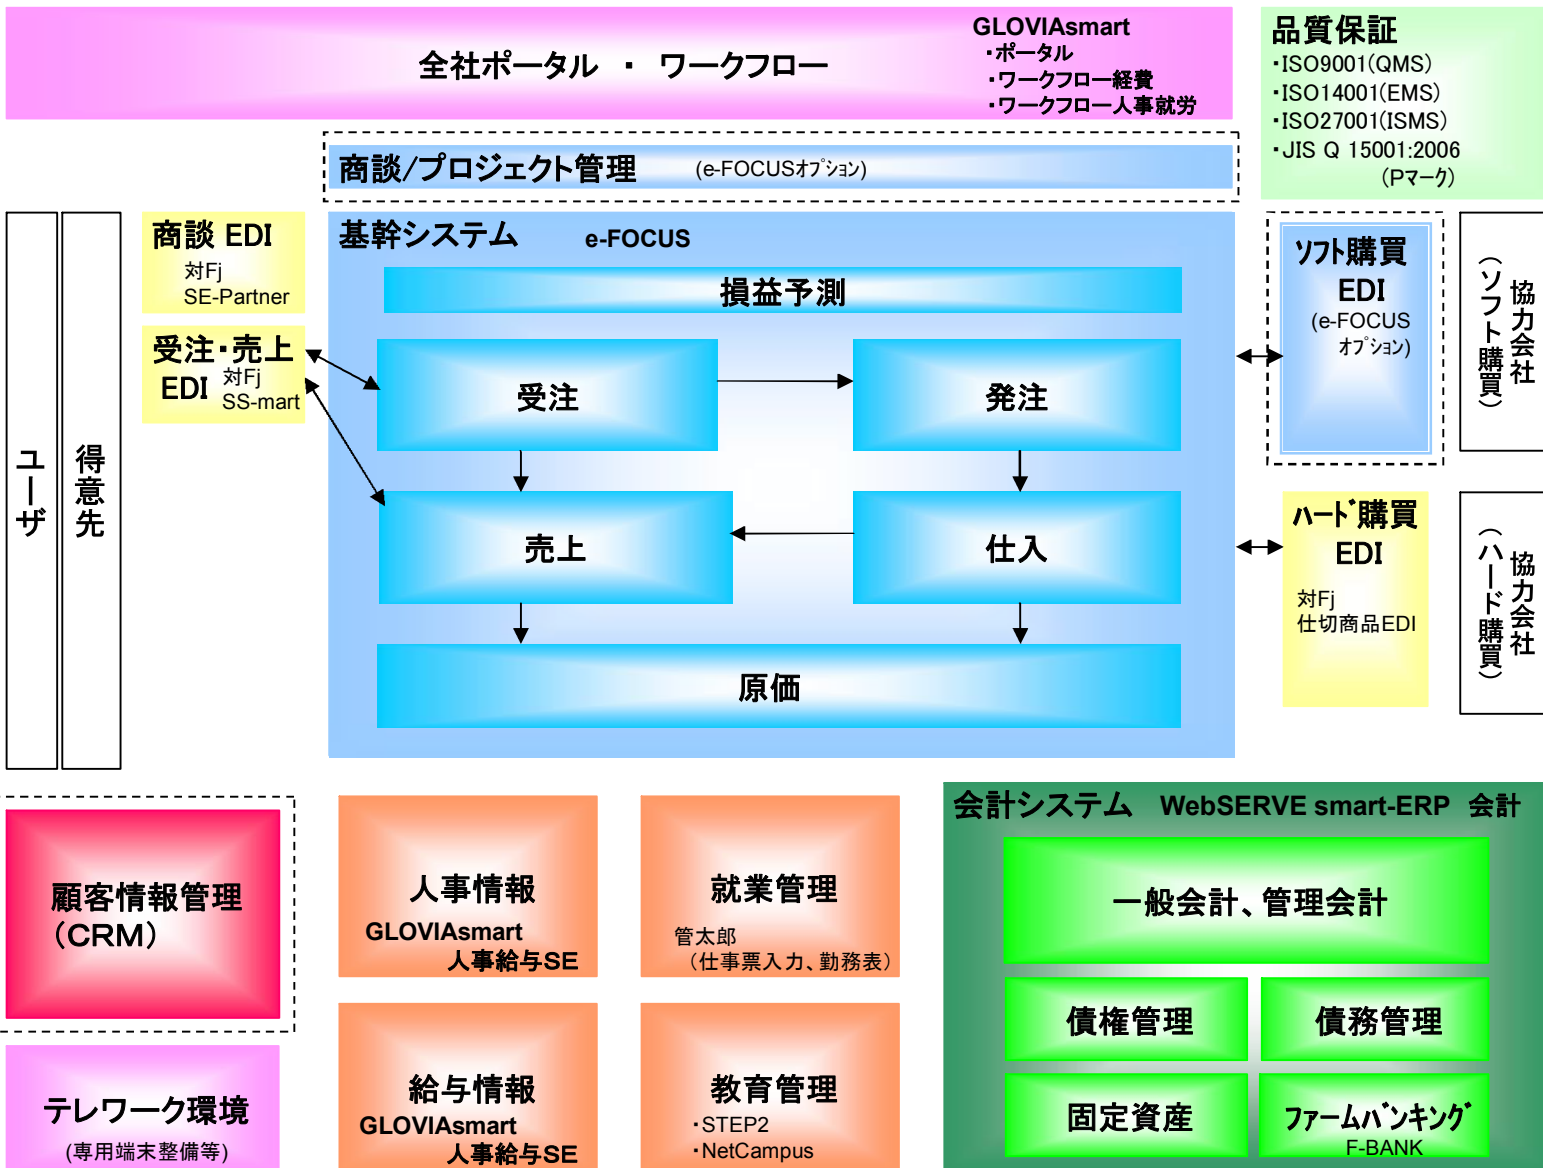 全社ポータル ・ ワークフロー
GLOVIAsmart
・ポータル
・ワークフロー経費
・ワークフロー人事就労
品質保証
・ISO9001(QMS)
・ISO14001(EMS)
・ISO27001(ISMS)
・JIS Q 15001:2006
(Pマーク)
商談/プロジェクト管理 (e-FOCUSｵﾌﾟｼｮﾝ)
ユーザ
得意先
商談 EDI
対Fj
SE-Partner
受注・売上
EDI 対Fj
SS-mart
基幹システム e-FOCUS
損益予測
受注
発注
売上
仕入
原価
ｿﾌﾄ購買
EDI
(e-FOCUS
ｵﾌﾟｼｮﾝ)
協力会社
（ソフト購買）
ﾊｰﾄﾞ購買
EDI
対Fj
仕切商品EDI
協力会社
（ハード購買）
顧客情報管理
(CRM)
テレワーク環境
(専用端末整備等)
人事情報
GLOVIAsmart
人事給与SE
就業管理
管太郎
（仕事票入力、勤務表）
給与情報
GLOVIAsmart
人事給与SE
教育管理
・STEP2
・NetCampus
会計システム WebSERVE smart-ERP 会計
一般会計、管理会計
債権管理
債務管理
固定資産
ﾌｧｰﾑﾊﾞﾝｷﾝｸﾞ
F-BANK